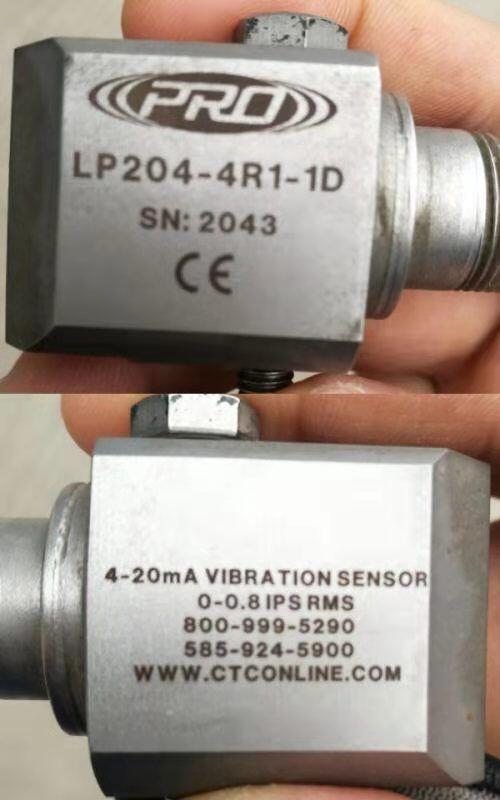 PRO
LP204-4R1-1D
SN: 2043
CE
4-20mA VIBRATION SENSOR
0-0.8 IPS RMS
800-999-5290
585-924-5900
WWW.CTCONLINE.COM